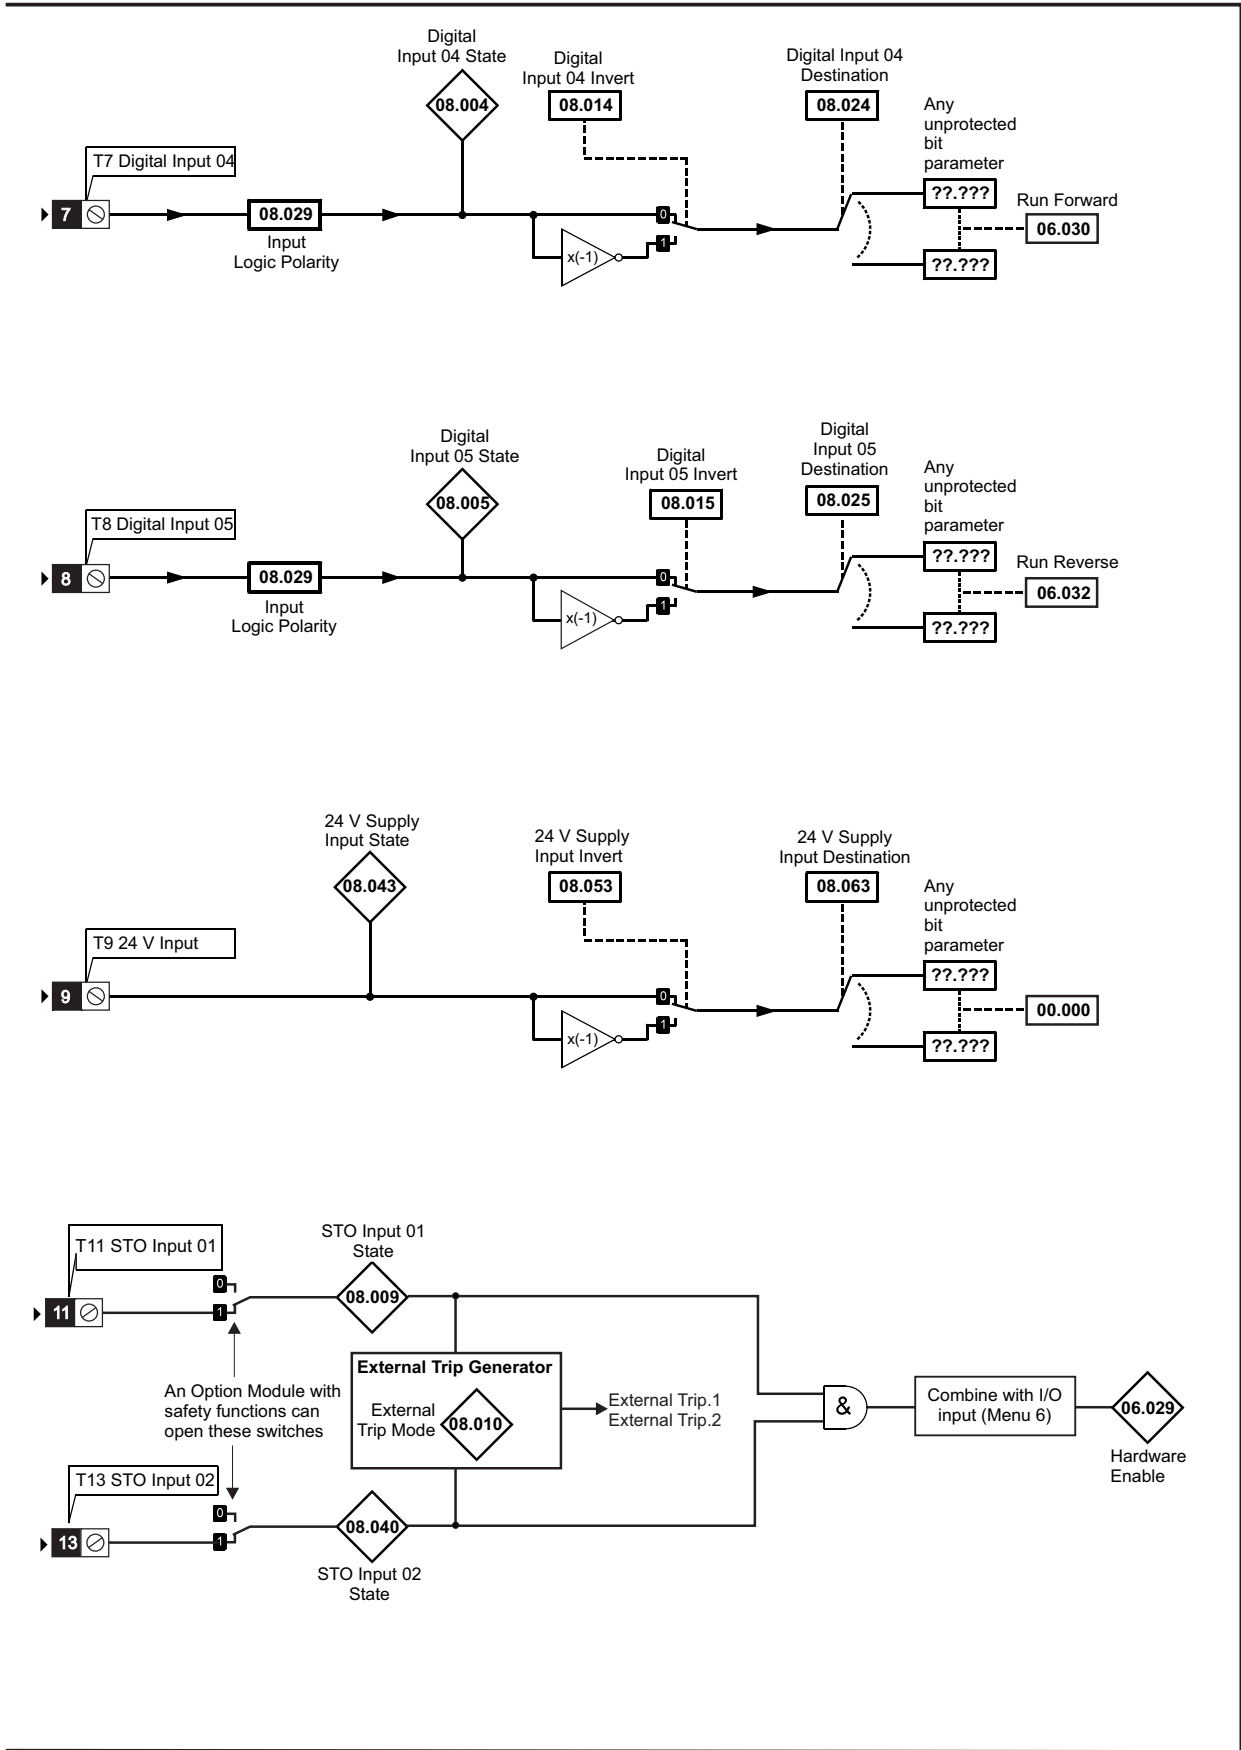 Digital
Input 04 State
08.004
Digital
Input 04 Invert
08.014
Digital Input 04
Destination
08.024
Any
unprotected
bit
parameter
T7 Digital Input 04
7
08.029
Input
Logic Polarity
0
1
x(-1)
??.???
??.???
Run Forward
06.030
Digital
Input 05 State
08.005
Digital
Input 05 Invert
08.015
Digital
Input 05
Destination
08.025
Any
unprotected
bit
parameter
T8 Digital Input 05
8
08.029
Input
Logic Polarity
0
1
x(-1)
??.???
??.???
Run Reverse
06.032
24 V Supply
Input State
08.043
24 V Supply
Input Invert
08.053
24 V Supply
Input Destination
08.063
Any
unprotected
bit
parameter
T9 24 V Input
9
0
1
x(-1)
??.???
??.???
00.000
T11 STO Input 01
11
0
1
STO Input 01
State
08.009
An Option Module with
safety functions can
open these switches
External Trip Generator
External
Trip Mode
08.010
External Trip.1
External Trip.2
&
Combine with I/O
input (Menu 6)
06.029
Hardware
Enable
T13 STO Input 02
13
0
1
08.040
STO Input 02
State